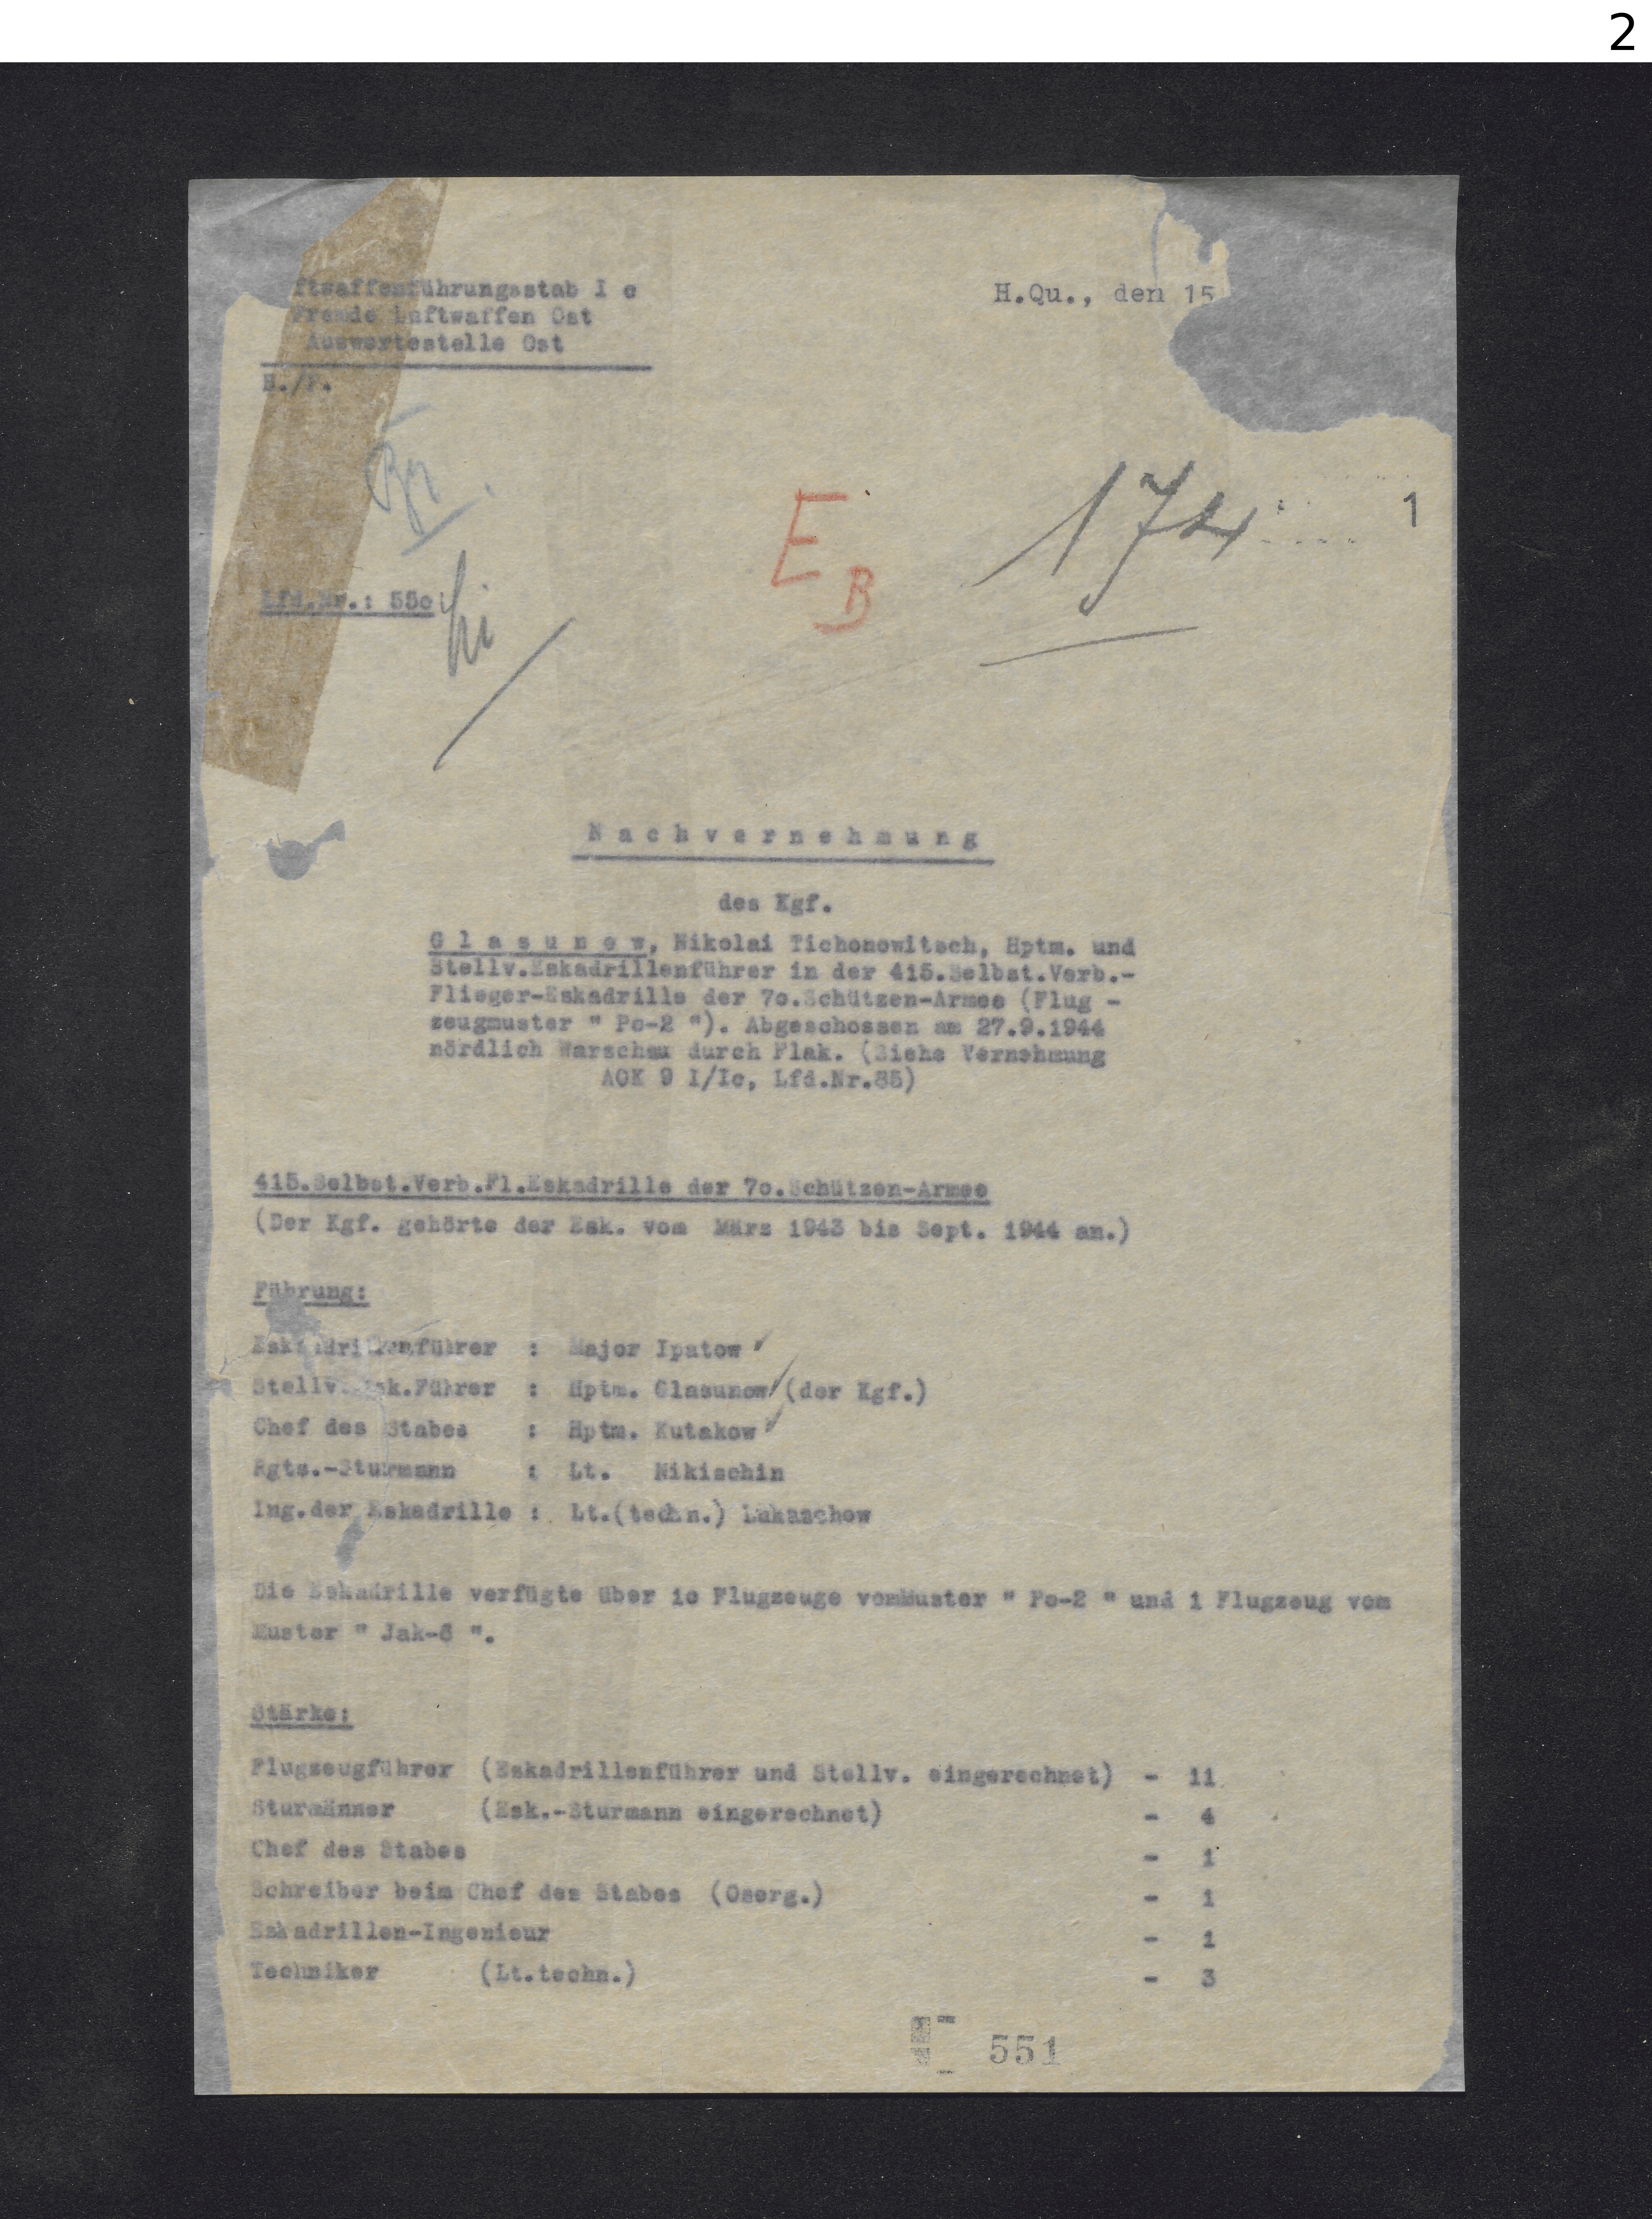 2
ftwaffenführungsstab I c
Fremde Luftwaffen Ost
Auswertestelle Ost
H.Qu., den 15
E
B
174
1
Lfd.Nr.: 55o
N a c h v e r n e h m u n g
des Kgf.
G l a s u n o w, Nikolai Tichonowitsch, Hptm. und
Stellv.Eskadrillenführer in der 415.Selbst.Verb.-
Flieger-Eskadrille der 7o.Schützen-Armee (Flug -
zeugmuster " Po-2 "). Abgeschossen am 27.9.1944
nördlich Warschau durch Flak. (Siehe Vernehmung
AOK 9 I/Ic, Lfd.Nr.85)
415.Selbst.Verb.Fl.Eskadrille der 7o.Schützen-Armee
(Der Kgf. gehörte der Esk. vom März 1943 bis Sept. 1944 an.)
Führung:
Eskadrillenführer : Major Ipatow
Stellv.Esk.Führer : Hptm. Glasunow (der Kgf.)
Chef des Stabes : Hptm. Kutakow
Rgts.-Sturmann : Lt. Nikischin
Ing.der Eskadrille : Lt.(techn.) Lukaschow
Die Eskadrille verfügte über 1o Flugzeuge vomMuster " Po-2 " und 1 Flugzeug vom
Muster " Jak-6 ".
Stärke:
Flugzeugführer (Eskadrillenführer und Stellv. eingerechnet) - 11
Sturmänner (Esk.-Sturmann eingerechnet) - 4
Chef des Stabes - 1
Schreiber beim Chef des Stabes (Oserg.) - 1
Eskadrillen-Ingenieur - 1
Techniker (Lt.techn.) - 3
551